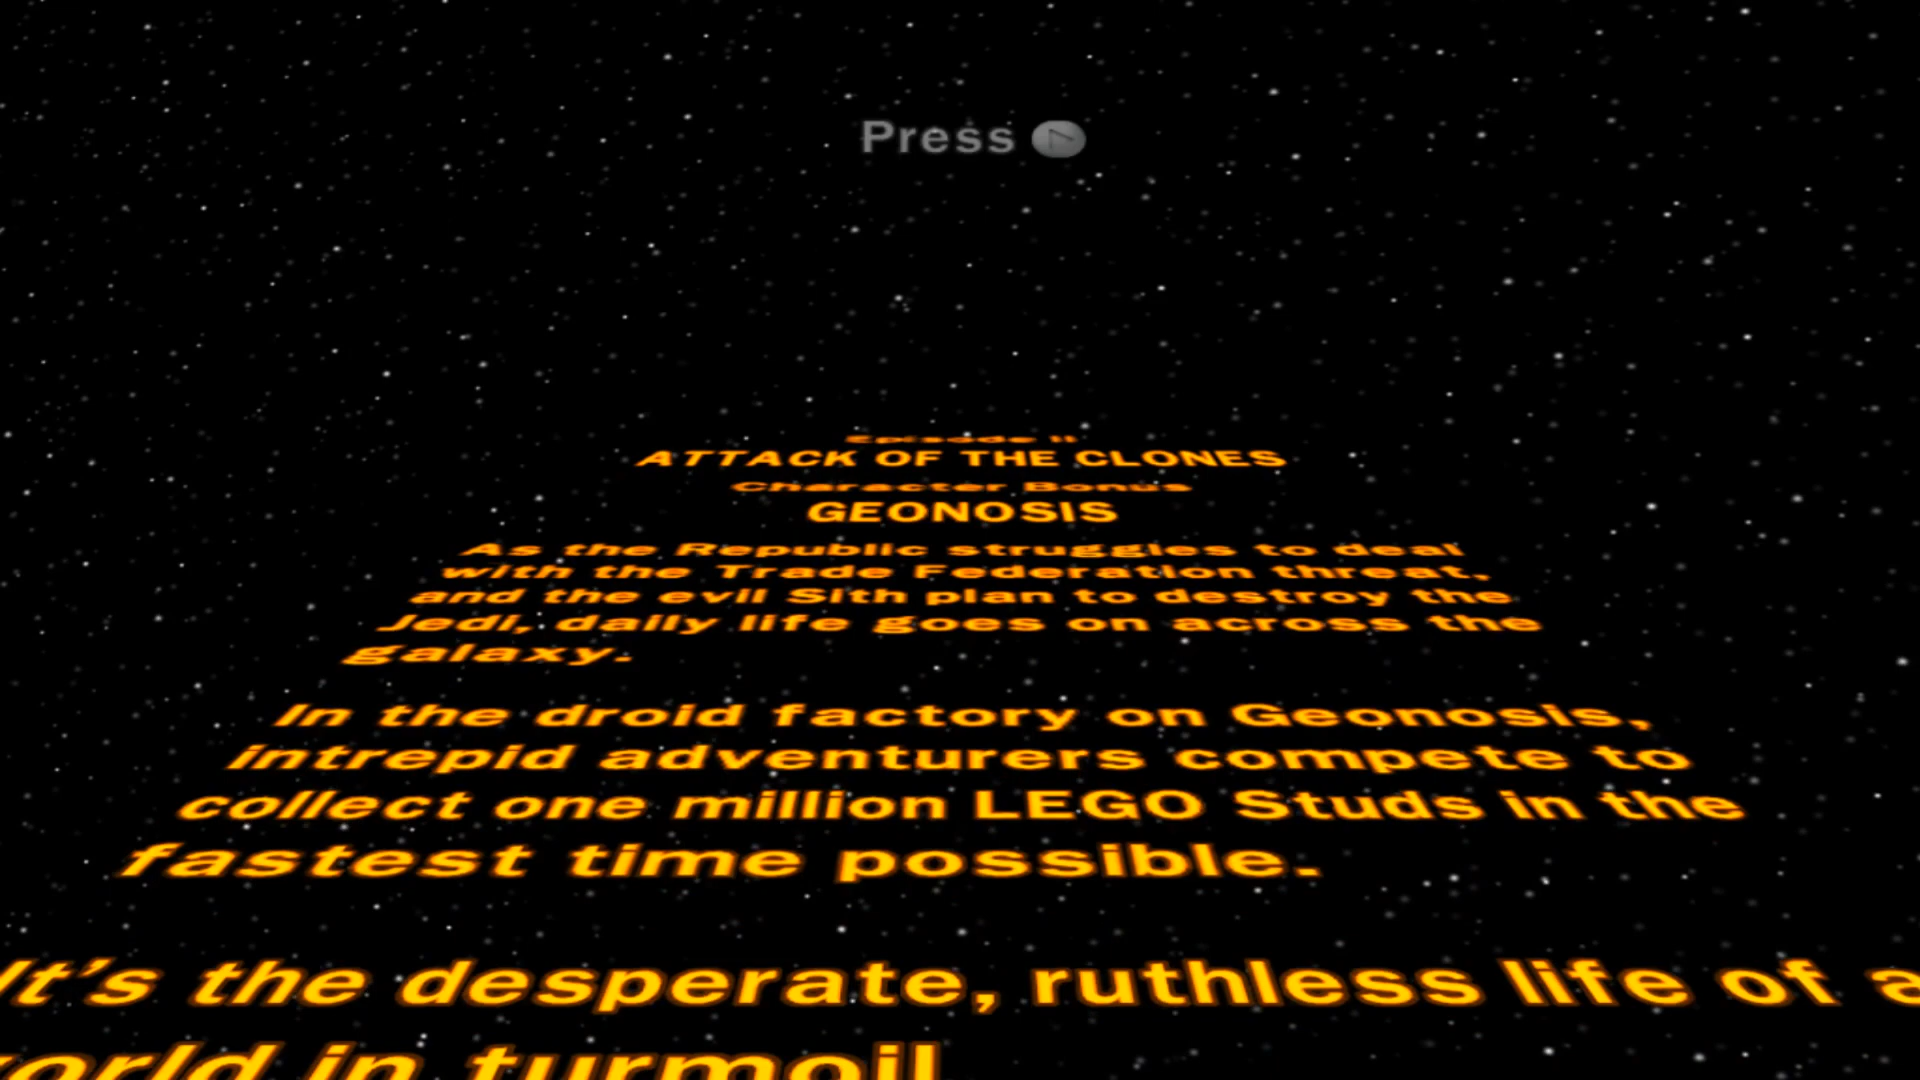 Press
Episode II
ATTACK OF THE CLONES
Character Bonus
GEONOSIS
As the Republic struggles to deal
with the Trade Federation threat,
and the evil Sith plan to destroy the
Jedi, daily life goes on across the
galaxy.
In the droid factory on Geonosis,
intrepid adventurers compete to
collect one million LEGO Studs in the
fastest time possible.
It's the desperate, ruthless life of a
world in turmoil